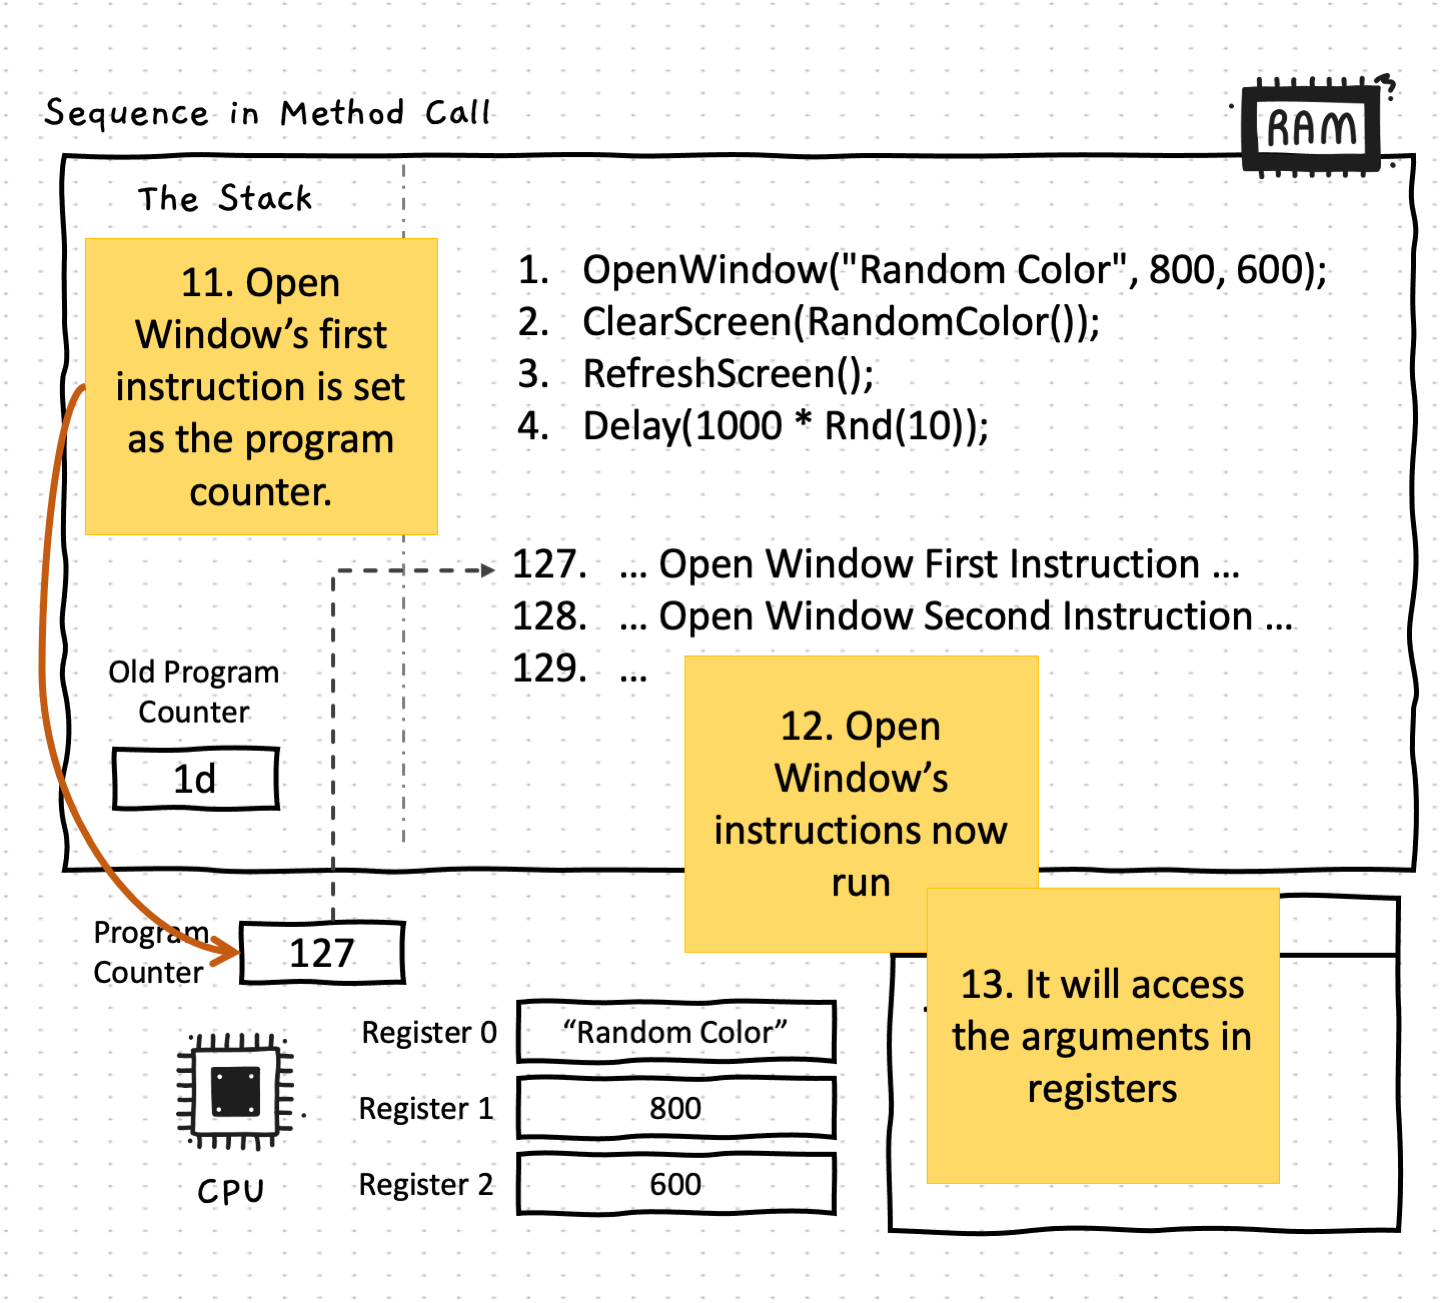 Sequence in Method Call
RAM
The Stack
11. Open
Window’s first
instruction is set
as the program
counter.
1. OpenWindow("Random Color", 800, 600);
2. ClearScreen(RandomColor());
3. RefreshScreen();
4. Delay(1000 * Rnd(10));
127. ... Open Window First Instruction ...
128. ... Open Window Second Instruction ...
129. ...
Old Program
Counter
1d
12. Open
Window’s
instructions now
run
Program
Counter
127
13. It will access
the arguments in
registers
Register 0
“Random Color”
Register 1
800
Register 2
600
CPU